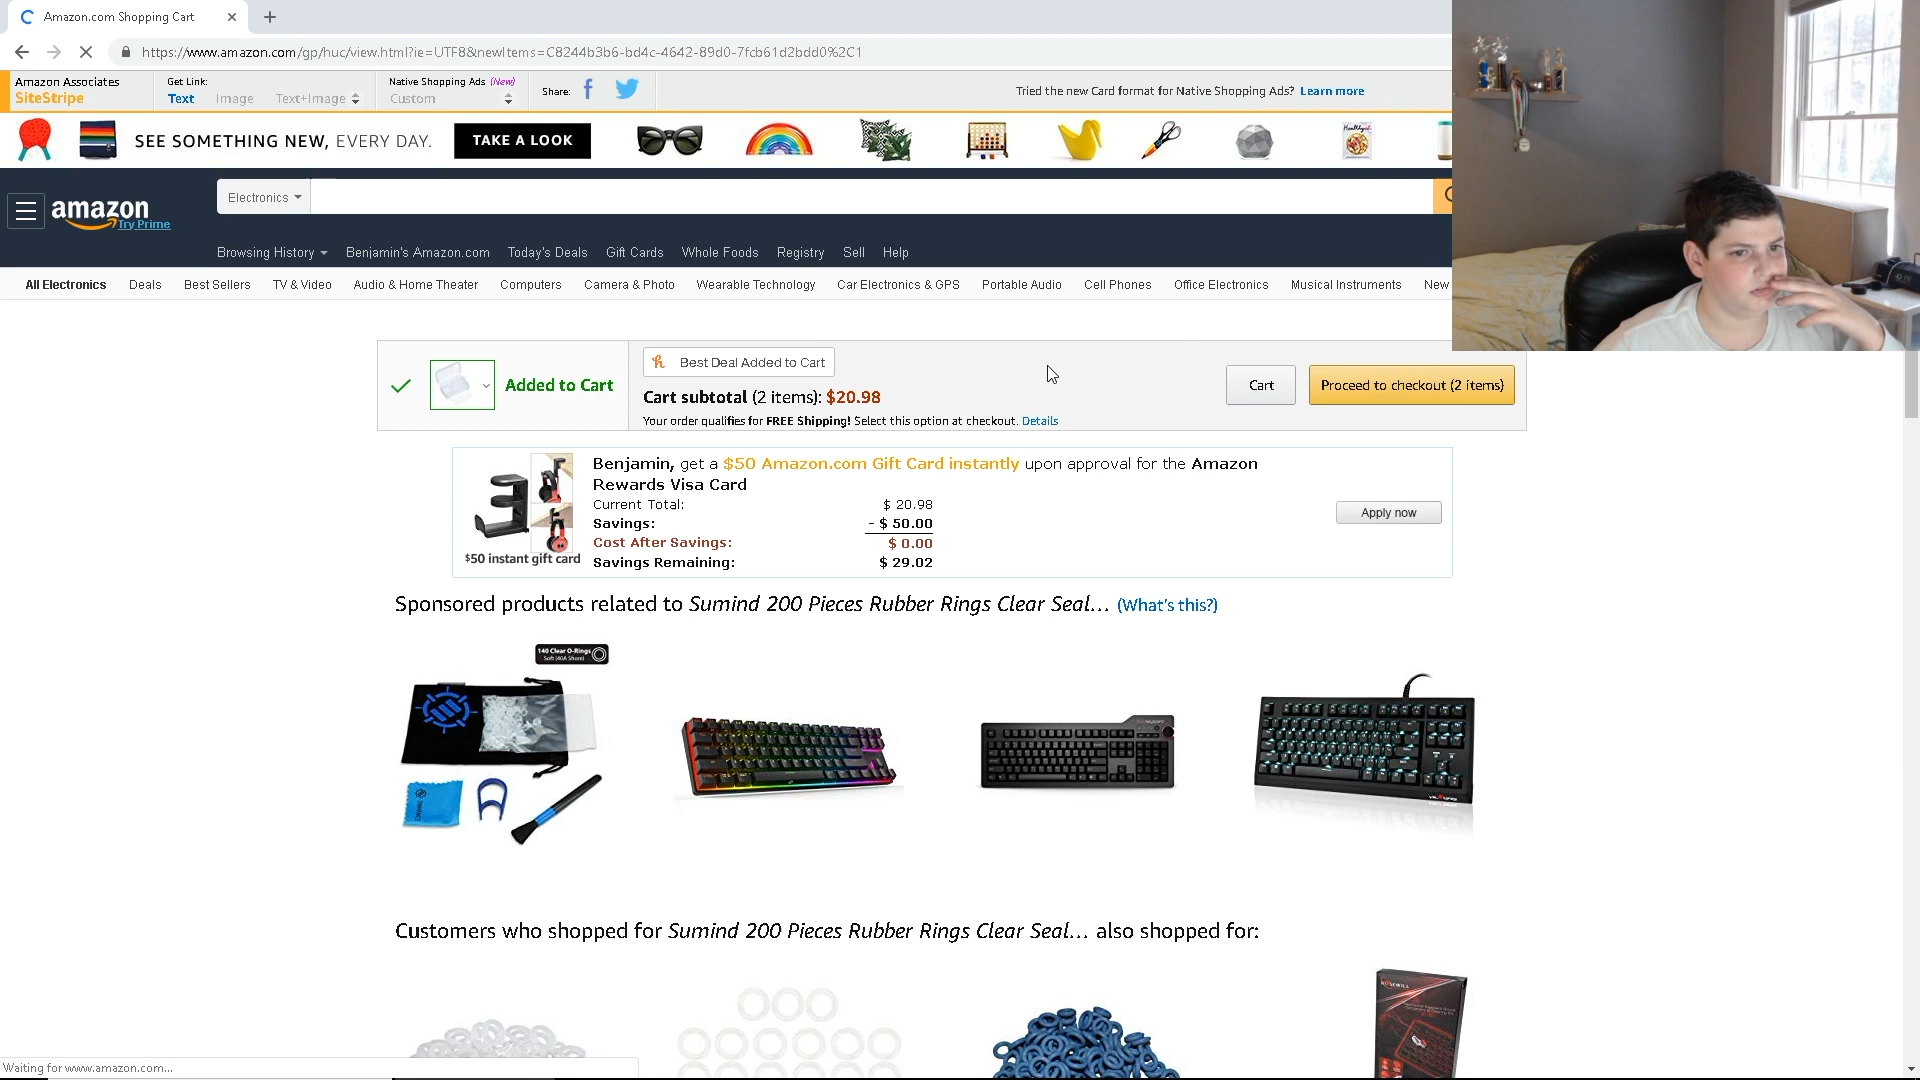 Amazon.com Shopping Cart
https://www.amazon.com/gp/huc/view.html?ie=UTF8&newItems=C8244b3b6-bd4c-4642-89d0-7fcb61d2bdd0%2C1
Amazon Associates
SiteStripe
Get Link:
Text Image Text+Image
Native Shopping Ads (New)
Custom
Share:
Tried the new Card format for Native Shopping Ads? Learn more
SEE SOMETHING NEW, EVERY DAY. TAKE A LOOK
amazon
Try Prime
Electronics
Browsing History Benjamin's Amazon.com Today's Deals Gift Cards Whole Foods Registry Sell Help
All Electronics Deals Best Sellers TV & Video Audio & Home Theater Computers Camera & Photo Wearable Technology Car Electronics & GPS Portable Audio Cell Phones Office Electronics Musical Instruments New
Added to Cart
Best Deal Added to Cart
Cart subtotal (2 items): $20.98
Your order qualifies for FREE Shipping! Select this option at checkout. Details
Cart
Proceed to checkout (2 items)
Benjamin, get a $50 Amazon.com Gift Card instantly upon approval for the Amazon
Rewards Visa Card
Current Total: $ 20.98
Savings: - $ 50.00
Cost After Savings: $ 0.00
Savings Remaining: $ 29.02
$50 instant gift card
Apply now
Sponsored products related to Sumind 200 Pieces Rubber Rings Clear Seal... (What's this?)
140 Clear O-Rings
Soft (40A Shore)
Customers who shopped for Sumind 200 Pieces Rubber Rings Clear Seal... also shopped for:
ROSEWILL
Waiting for www.amazon.com...